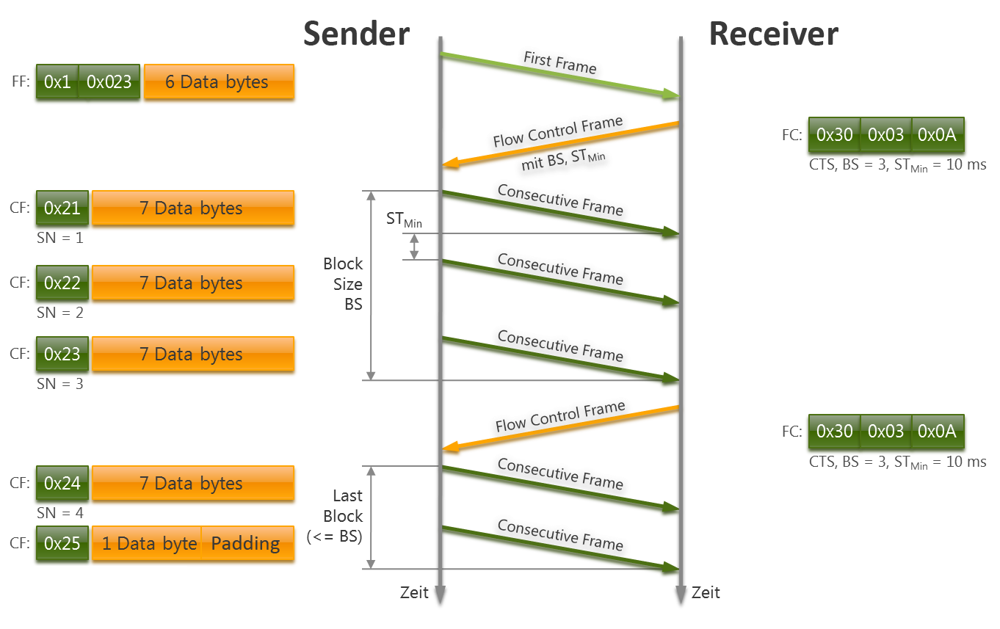 Sender
Receiver
FF: 0x1 0x023 6 Data bytes
First Frame
Flow Control Frame
mit BS, STMin
FC: 0x30 0x03 0x0A
CTS, BS = 3, STMin = 10 ms
CF: 0x21 7 Data bytes
SN = 1
Consecutive Frame
STMin
Block
Size
BS
CF: 0x22 7 Data bytes
SN = 2
Consecutive Frame
CF: 0x23 7 Data bytes
SN = 3
Consecutive Frame
Flow Control Frame
FC: 0x30 0x03 0x0A
CTS, BS = 3, STMin = 10 ms
CF: 0x24 7 Data bytes
SN = 4
Consecutive Frame
Last
Block
(<= BS)
CF: 0x25 1 Data byte Padding
Consecutive Frame
Zeit
Zeit